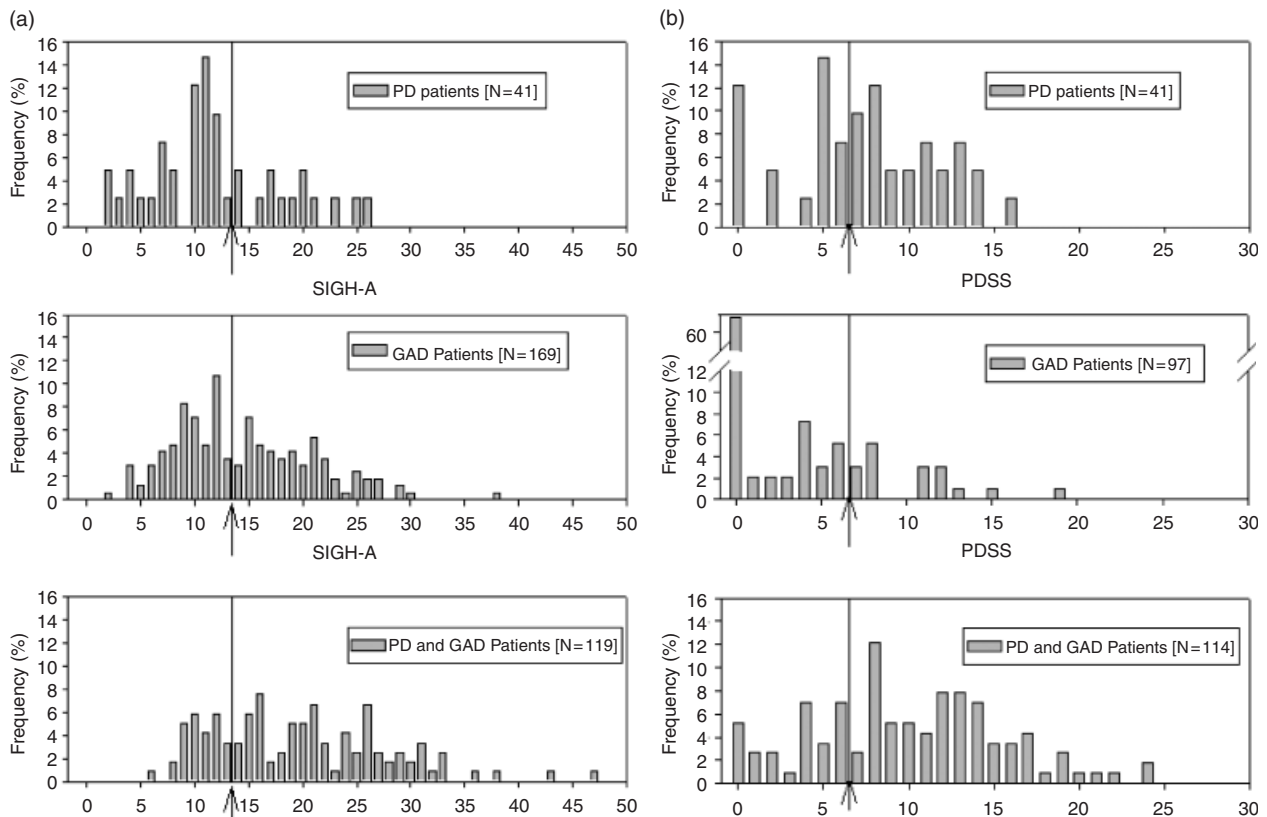 (a)
Frequency (%)
16
14
12
10
8
6
4
2
0
PD patients [N=41]
0 5 10 15 20 25 30 35 40 45 50
SIGH-A
Frequency (%)
16
14
12
10
8
6
4
2
0
GAD Patients [N=169]
0 5 10 15 20 25 30 35 40 45 50
SIGH-A
Frequency (%)
16
14
12
10
8
6
4
2
0
PD and GAD Patients [N=119]
0 5 10 15 20 25 30 35 40 45 50
(b)
Frequency (%)
16
14
12
10
8
6
4
2
0
PD patients [N=41]
0 5 10 15 20 25 30
PDSS
Frequency (%)
60
12
10
8
6
4
2
0
GAD Patients [N=97]
0 5 10 15 20 25 30
PDSS
Frequency (%)
16
14
12
10
8
6
4
2
0
PD and GAD Patients [N=114]
0 5 10 15 20 25 30